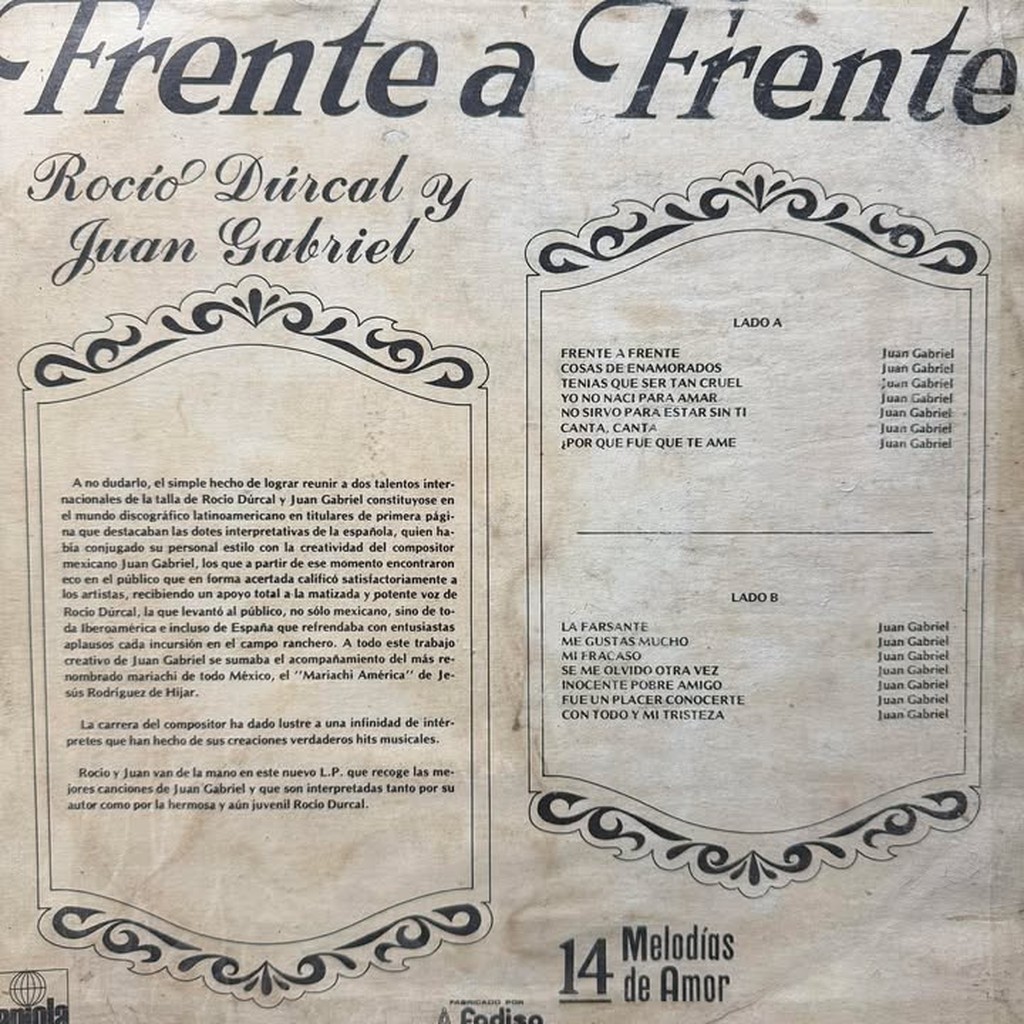 Frente a Frente
Rocío Dúrcal y
Juan Gabriel
A no dudarlo, el simple hecho de lograr reunir a dos talentos inter-
nacionales de la talla de Rocio Dúrcal y Juan Gabriel constituyose en
el mundo discográfico latinoamericano en titulares de primera pági-
na que destacaban las dotes interpretativas de la española, quien ha-
bía conjugado su personal estilo con la creatividad del compositor
mexicano Juan Gabriel, los que a partir de ese momento encontraron
eco en el público que en forma acertada calificó satisfactoriamente a
los artistas, recibiendo un apoyo total a la matizada y potente voz de
Rocio Dúrcal, la que levantó al público, no sólo mexicano, sino de to-
da Iberoamérica e incluso de España que refrendaba con entusiastas
aplausos cada incursión en el campo ranchero. A todo este trabajo
creativo de Juan Gabriel se sumaba el acompañamiento del más re-
nombrado mariachi de todo México, el "Mariachi América" de Je-
sús Rodríguez de Hijar.
La carrera del compositor ha dado lustre a una infinidad de intér-
pretes que han hecho de sus creaciones verdaderos hits musicales.
Rocio y Juan van de la mano en este nuevo L.P. que recoge las me-
jores canciones de Juan Gabriel y que son interpretadas tanto por su
autor como por la hermosa y aún juvenil Rocio Durcal.
LADO A
FRENTE A FRENTE Juan Gabriel
COSAS DE ENAMORADOS Juan Gabriel
TENIAS QUE SER TAN CRUEL Juan Gabriel
YO NO NACI PARA AMAR Juan Gabriel
NO SIRVO PARA ESTAR SIN TI Juan Gabriel
CANTA, CANTA Juan Gabriel
¿POR QUE FUE QUE TE AME Juan Gabriel
LADO B
LA FARSANTE Juan Gabriel
ME GUSTAS MUCHO Juan Gabriel
MI FRACASO Juan Gabriel
SE ME OLVIDO OTRA VEZ Juan Gabriel
INOCENTE POBRE AMIGO Juan Gabriel
FUE UN PLACER CONOCERTE Juan Gabriel
CON TODO Y MI TRISTEZA Juan Gabriel
14 Melodías
de Amor
FABRICADO POR